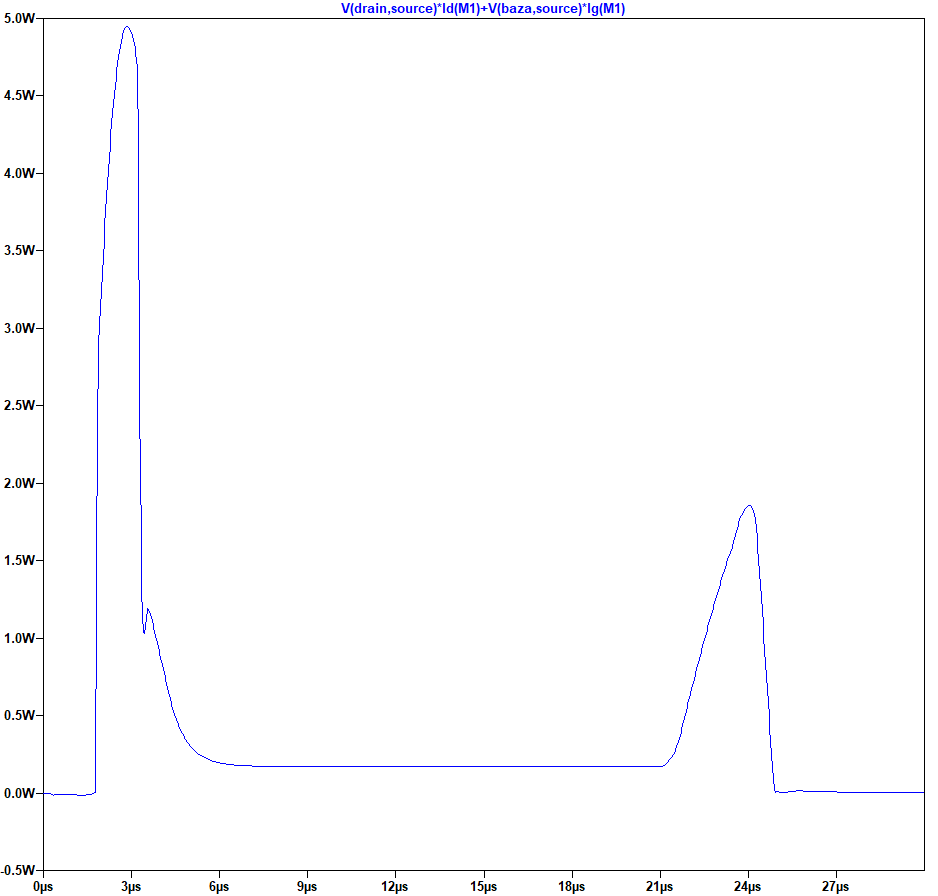 V(drain,source)*Id(M1)+V(baza,source)*Ig(M1)
5.0W
4.5W
4.0W
3.5W
3.0W
2.5W
2.0W
1.5W
1.0W
0.5W
0.0W
-0.5W
0µs 3µs 6µs 9µs 12µs 15µs 18µs 21µs 24µs 27µs